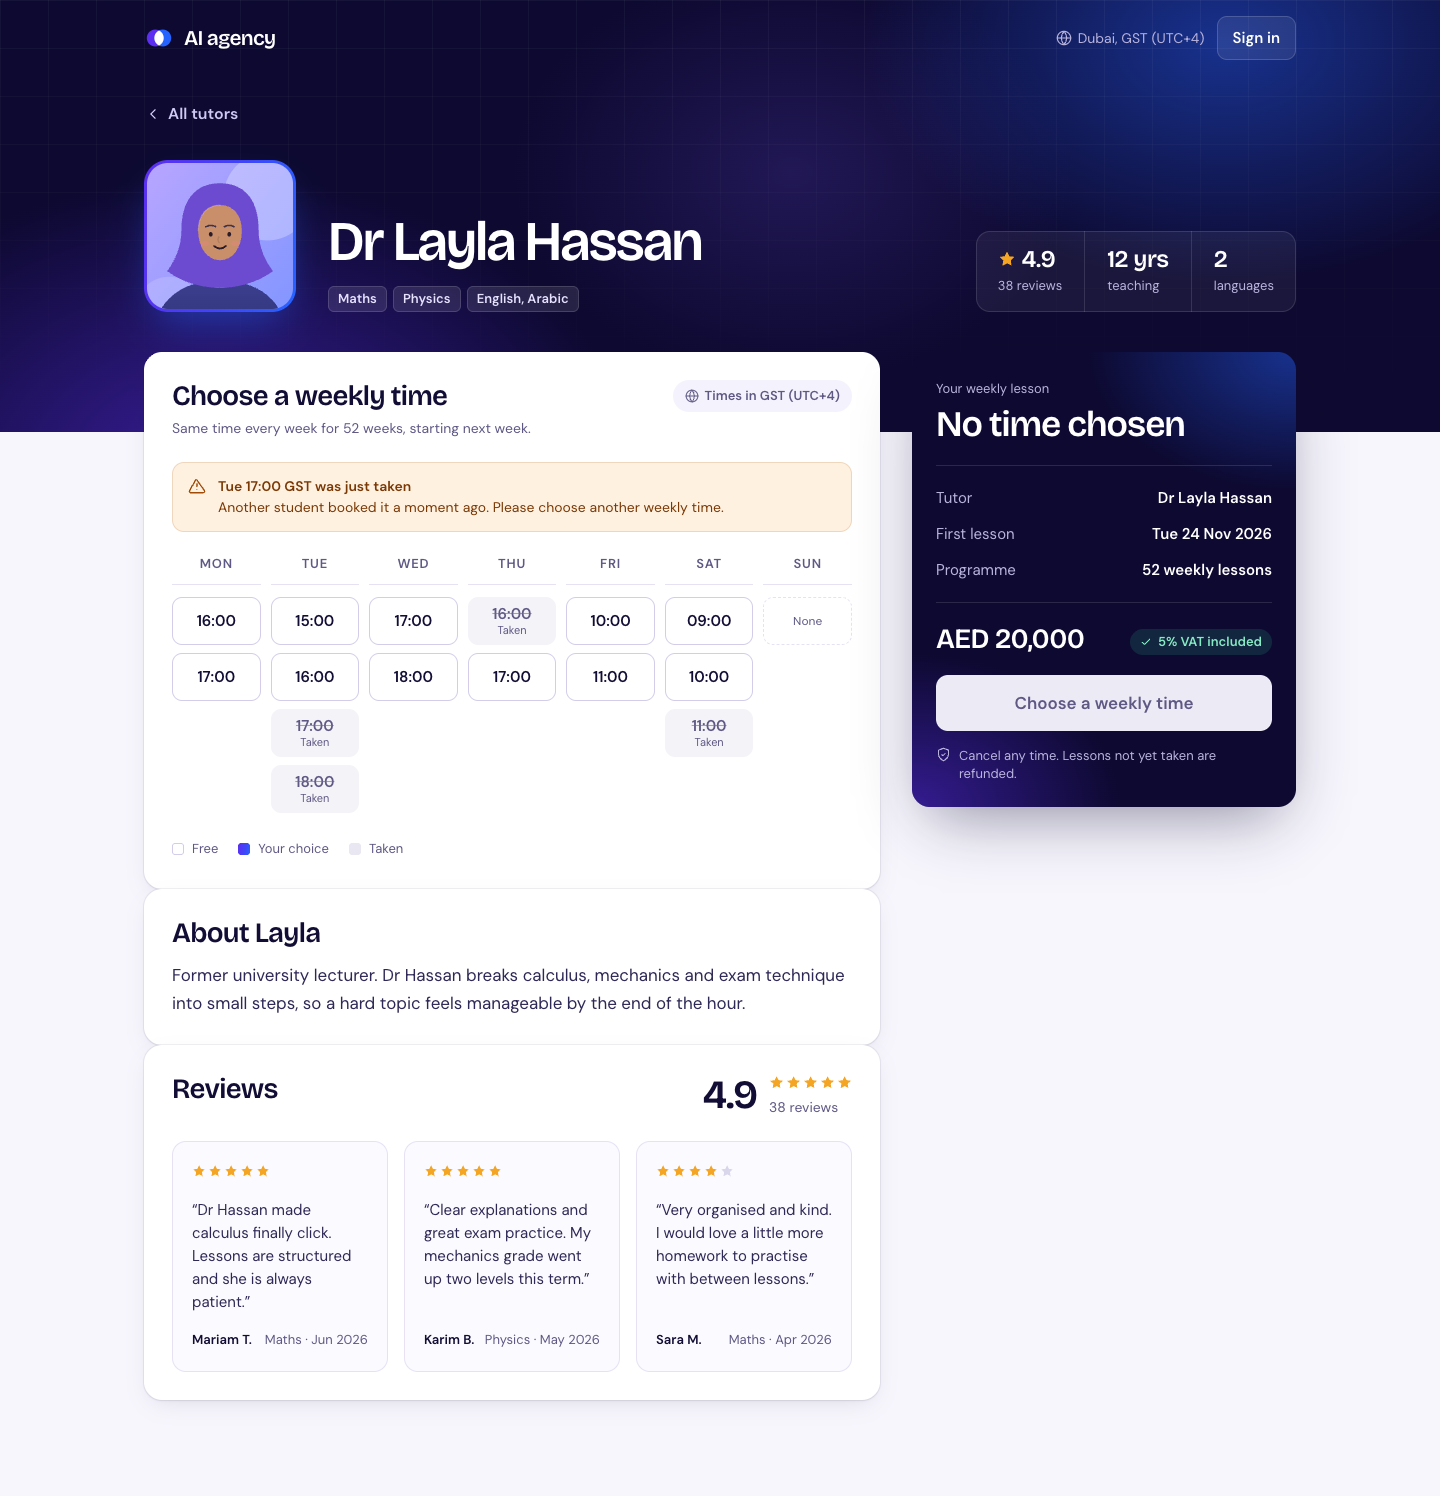 AI agency
Dubai, GST (UTC+4)
Sign in
All tutors
Dr Layla Hassan
Maths
Physics
English, Arabic
4.9
38 reviews
12 yrs
teaching
2
languages
Choose a weekly time
Times in GST (UTC+4)
Same time every week for 52 weeks, starting next week.
Tue 17:00 GST was just taken
Another student booked it a moment ago. Please choose another weekly time.
MON TUE WED THU FRI SAT SUN
16:00 15:00 17:00 16:00 Taken 10:00 09:00 None
17:00 16:00 18:00 17:00 11:00 10:00
17:00 Taken 11:00 Taken
18:00 Taken
Free Your choice Taken
Your weekly lesson
No time chosen
Tutor Dr Layla Hassan
First lesson Tue 24 Nov 2026
Programme 52 weekly lessons
AED 20,000 5% VAT included
Choose a weekly time
Cancel any time. Lessons not yet taken are
refunded.
About Layla
Former university lecturer. Dr Hassan breaks calculus, mechanics and exam technique
into small steps, so a hard topic feels manageable by the end of the hour.
Reviews
4.9
38 reviews
“Dr Hassan made
calculus finally click.
Lessons are structured
and she is always
patient.”
Mariam T. Maths · Jun 2026
“Clear explanations and
great exam practice. My
mechanics grade went
up two levels this term.”
Karim B. Physics · May 2026
“Very organised and kind.
I would love a little more
homework to practise
with between lessons.”
Sara M. Maths · Apr 2026